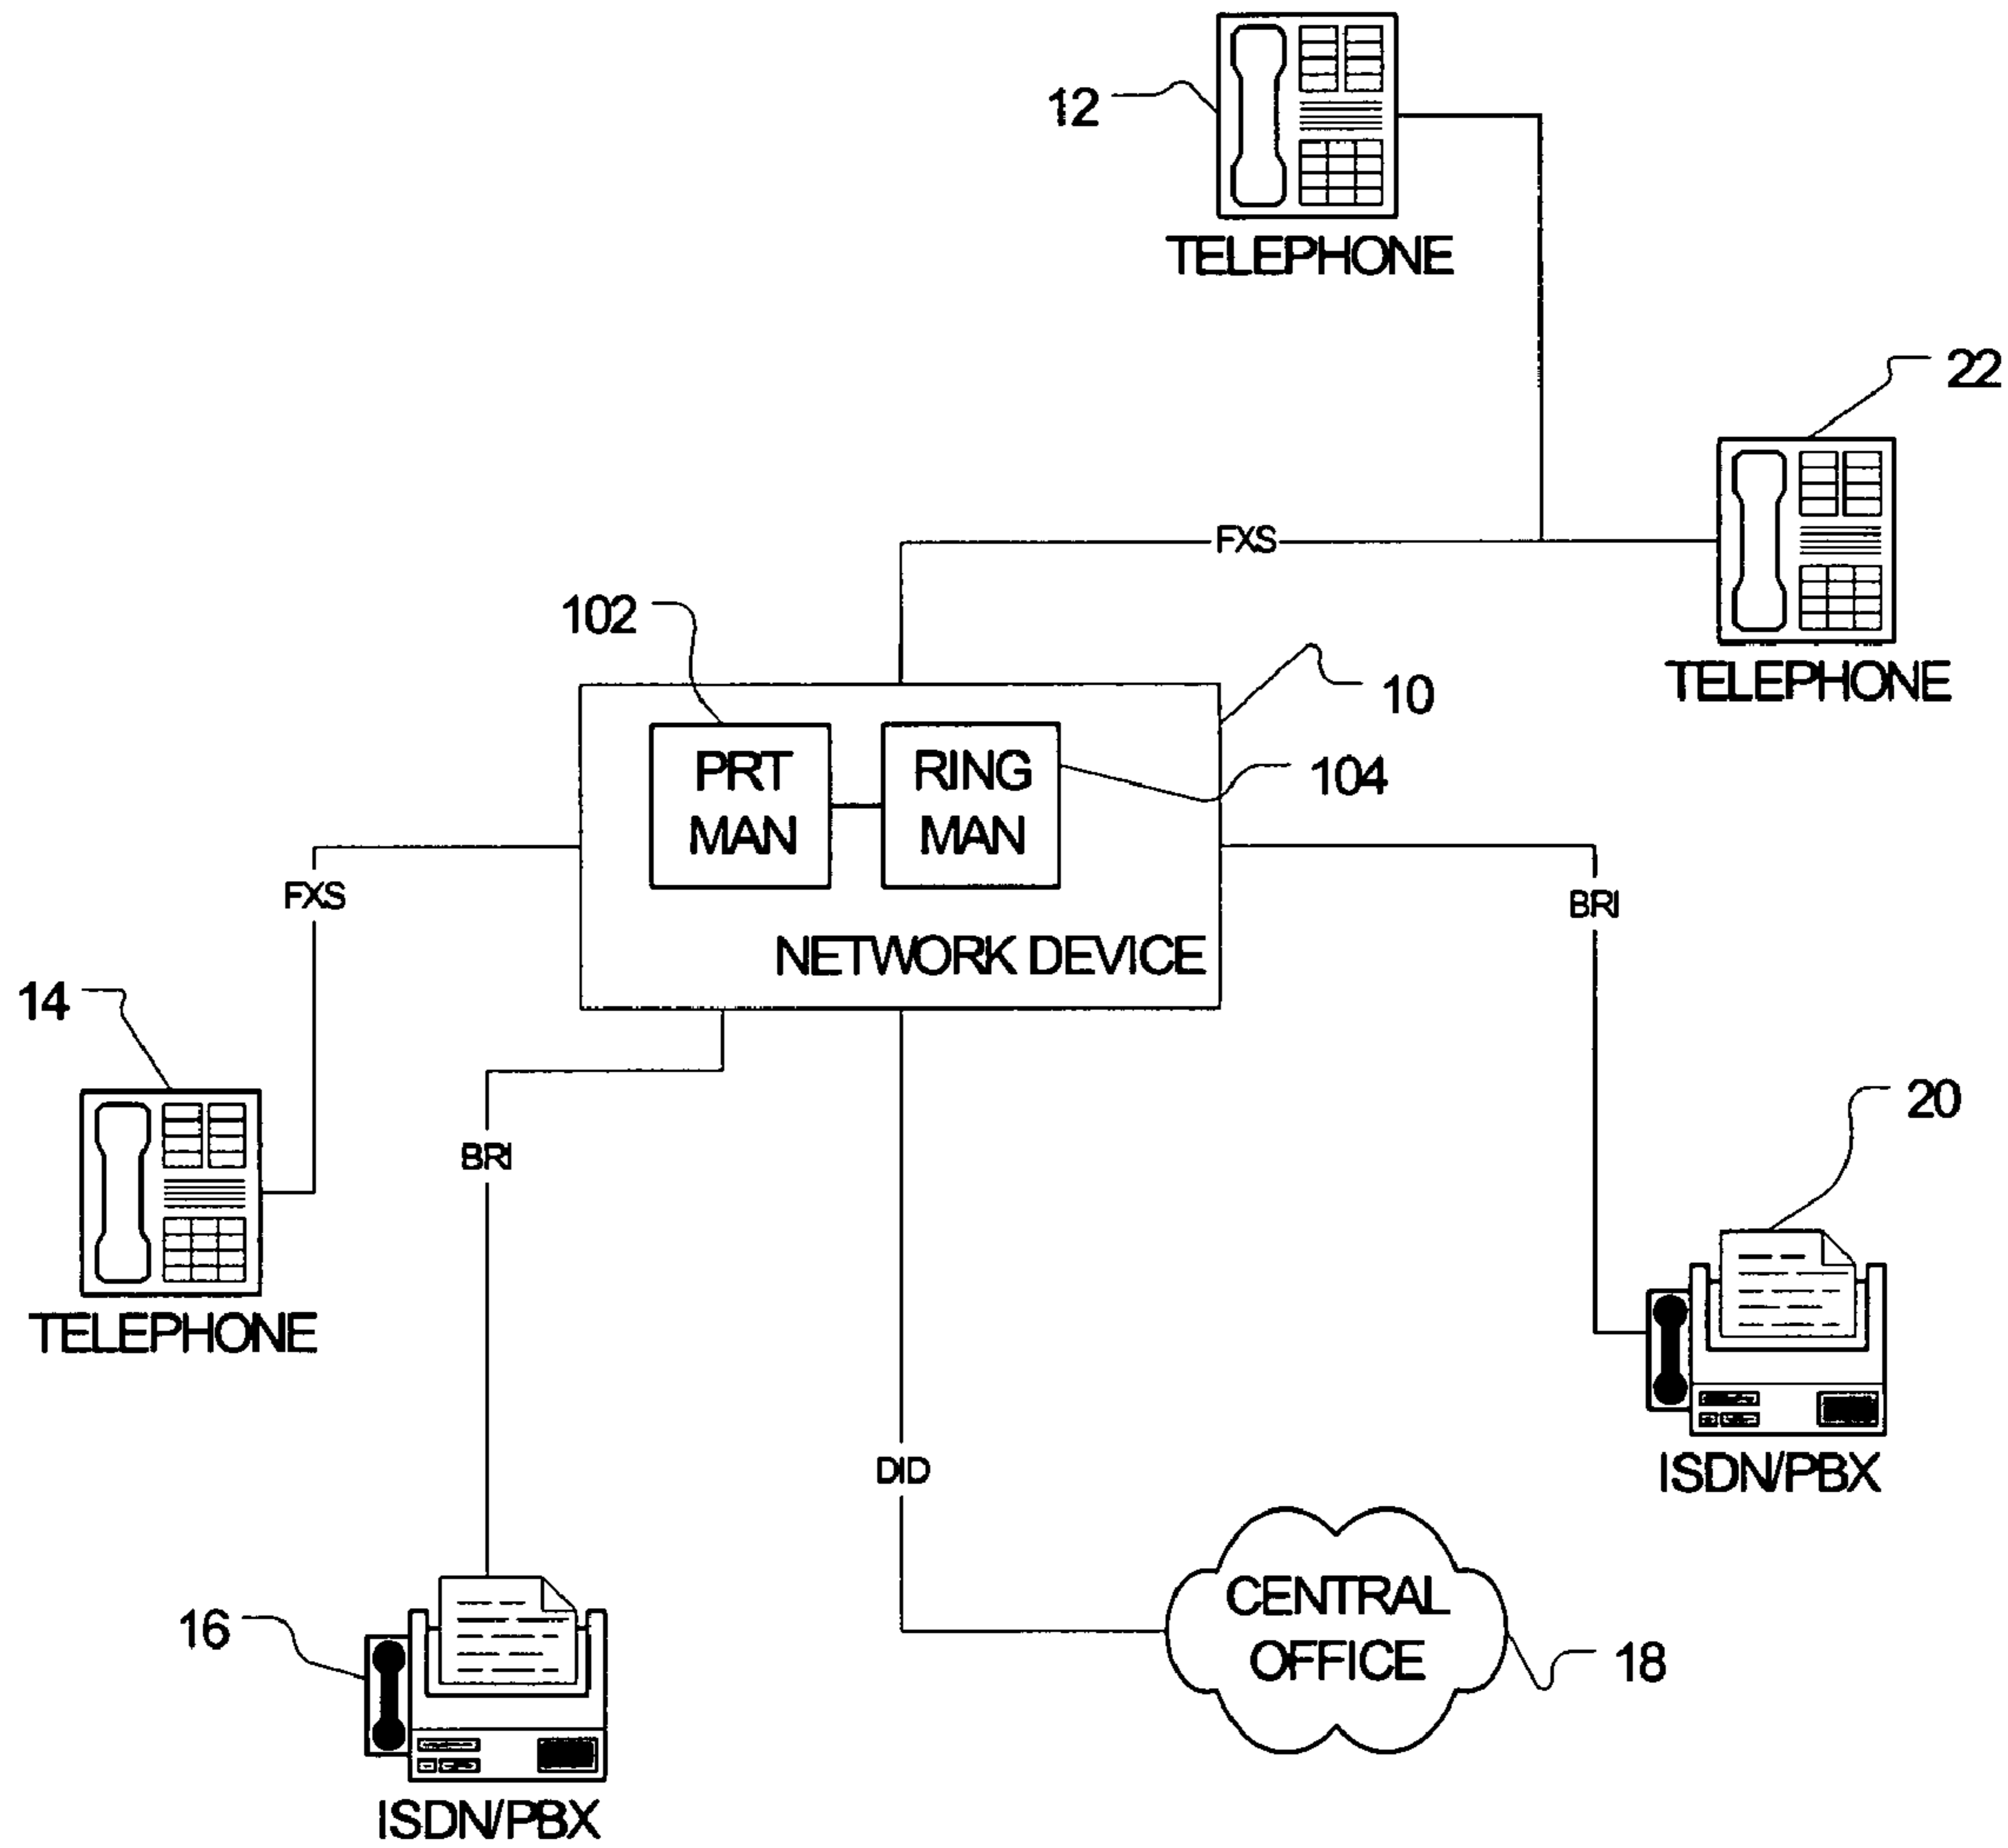 12
TELEPHONE
22
FXS
TELEPHONE
102
10
PRT
MAN
RING
MAN
104
NETWORK DEVICE
FXS
BRI
14
TELEPHONE
BRI
20
ISDN/PBX
DID
CENTRAL
OFFICE
18
16
ISDN/PBX